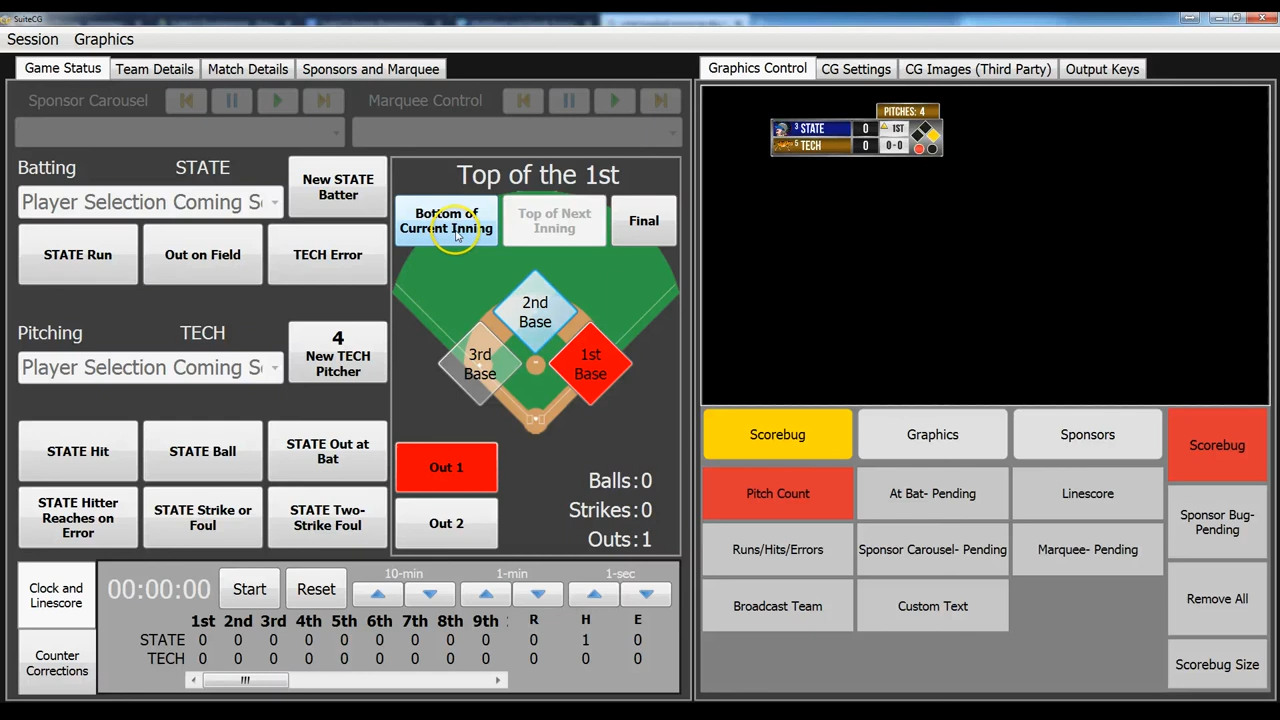 SuiteCG
Session Graphics
Game Status Team Details Match Details Sponsors and Marquee
Sponsor Carousel Marquee Control
Batting STATE
Player Selection Coming S
New STATE
Batter
STATE Run Out on Field TECH Error
Pitching TECH
Player Selection Coming S
4
New TECH
Pitcher
STATE Hit STATE Ball STATE Out at
Bat
STATE Hitter
Reaches on
Error
STATE Strike or
Foul
STATE Two-
Strike Foul
Top of the 1st
Bottom of
Current Inning
Top of Next
Inning
Final
2nd
Base
3rd
Base
1st
Base
Out 1
Out 2
Balls:0
Strikes:0
Outs:1
Clock and
Linescore
Counter
Corrections
00:00:00 Start Reset
10-min 1-min 1-sec
1st 2nd 3rd 4th 5th 6th 7th 8th 9th R H E
STATE 0 0 0 0 0 0 0 0 0 0 1 0
TECH 0 0 0 0 0 0 0 0 0 0 0 0
Graphics Control CG Settings CG Images (Third Party) Output Keys
PITCHES: 4
3 STATE 0 1ST
5 TECH 0 0-0
Scorebug Graphics Sponsors Scorebug
Pitch Count At Bat- Pending Linescore
Sponsor Bug-
Pending
Runs/Hits/Errors Sponsor Carousel- Pending Marquee- Pending
Broadcast Team Custom Text Remove All
Scorebug Size